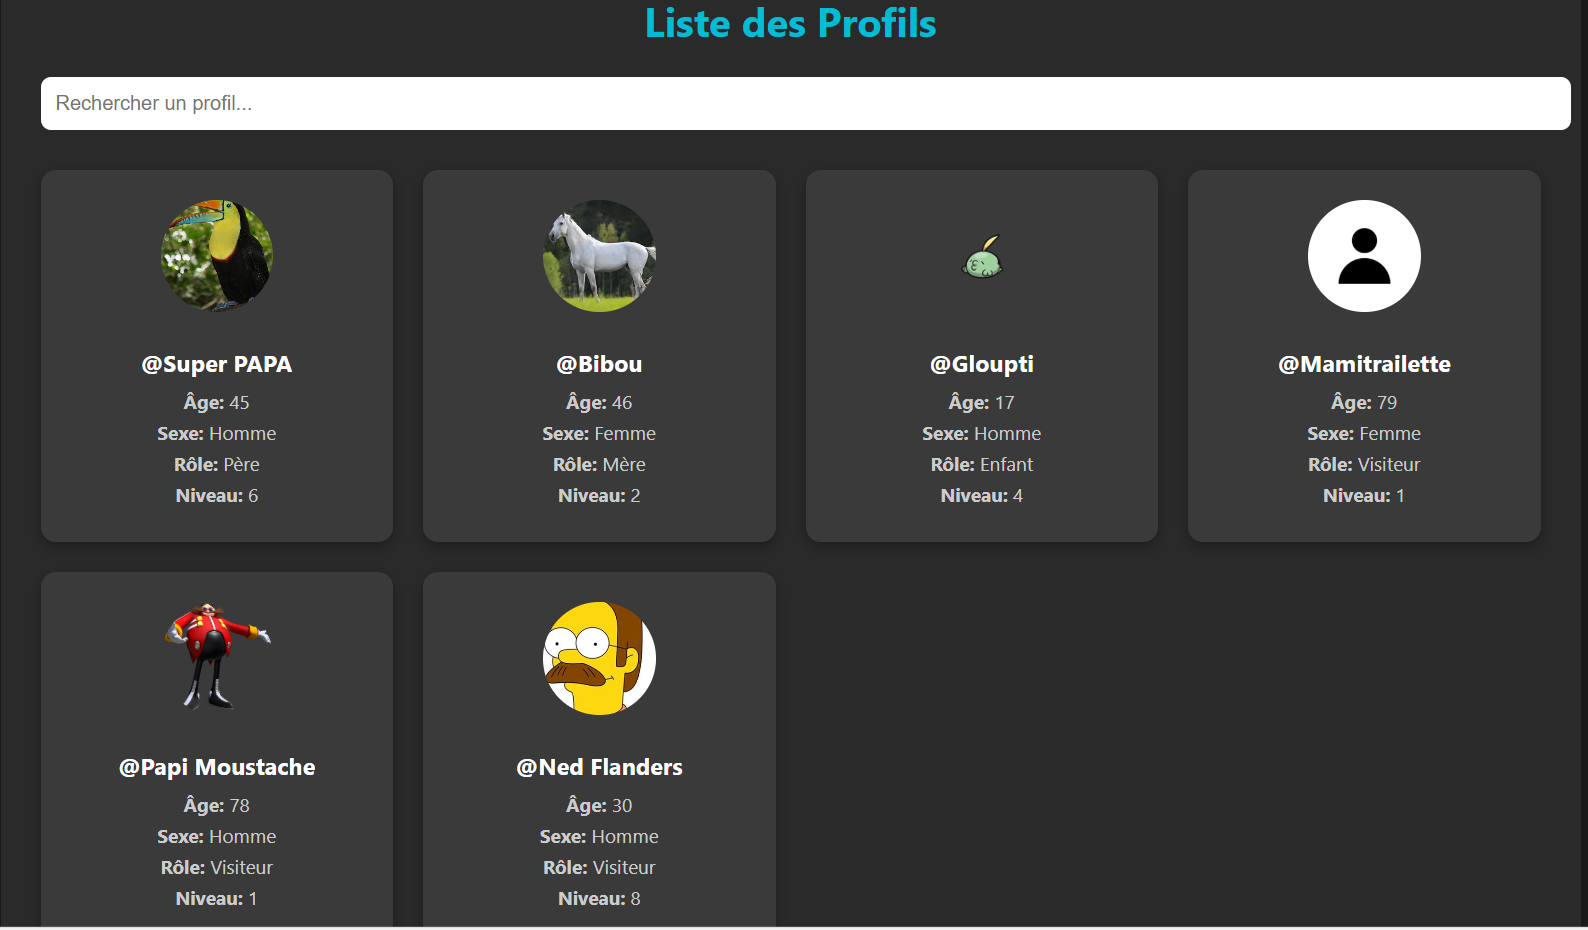 Liste des Profils
Rechercher un profil...
@Super PAPA
Âge: 45
Sexe: Homme
Rôle: Père
Niveau: 6
@Bibou
Âge: 46
Sexe: Femme
Rôle: Mère
Niveau: 2
@Gloupti
Âge: 17
Sexe: Homme
Rôle: Enfant
Niveau: 4
@Mamitrailette
Âge: 79
Sexe: Femme
Rôle: Visiteur
Niveau: 1
@Papi Moustache
Âge: 78
Sexe: Homme
Rôle: Visiteur
Niveau: 1
@Ned Flanders
Âge: 30
Sexe: Homme
Rôle: Visiteur
Niveau: 8